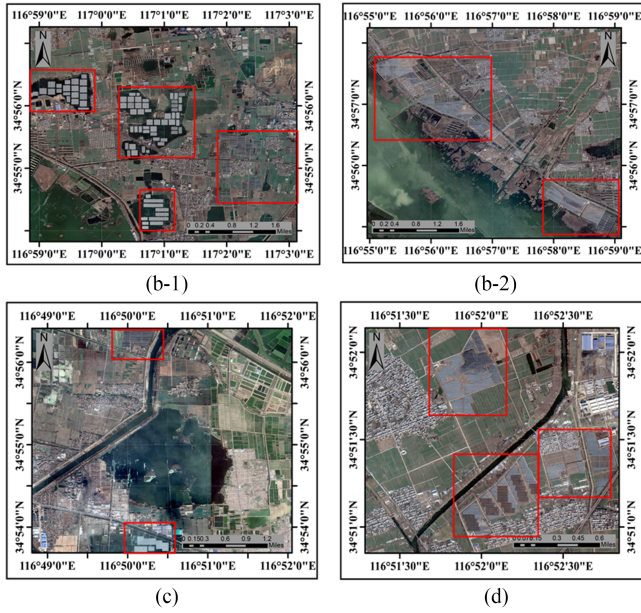 116°59'0"E 117°0'0"E 117°1'0"E 117°2'0"E 117°3'0"E
N
34°56'0"N 34°56'0"N
34°55'0"N 34°55'0"N
0 0.2 0.4 0.8 1.2 1.6
Miles
116°59'0"E 117°0'0"E 117°1'0"E 117°2'0"E 117°3'0"E
(b-1)
116°55'0"E 116°56'0"E 116°57'0"E 116°58'0"E 116°59'0"E
N
34°57'0"N 34°57'0"N
34°56'0"N 34°56'0"N
0 0.2 0.4 0.8 1.2 1.6
Miles
116°55'0"E 116°56'0"E 116°57'0"E 116°58'0"E 116°59'0"E
(b-2)
116°49'0"E 116°50'0"E 116°51'0"E 116°52'0"E
N
34°56'0"N 34°56'0"N
34°55'0"N 34°55'0"N
34°54'0"N 34°54'0"N
0 0.15 0.3 0.6 0.9 1.2
Miles
116°49'0"E 116°50'0"E 116°51'0"E 116°52'0"E
(c)
116°51'30"E 116°52'0"E 116°52'30"E
N
34°52'0"N 34°52'0"N
34°51'30"N 34°51'30"N
34°51'0"N 34°51'0"N
0.3 0.45 0.6
Miles
116°51'30"E 116°52'0"E 116°52'30"E
(d)